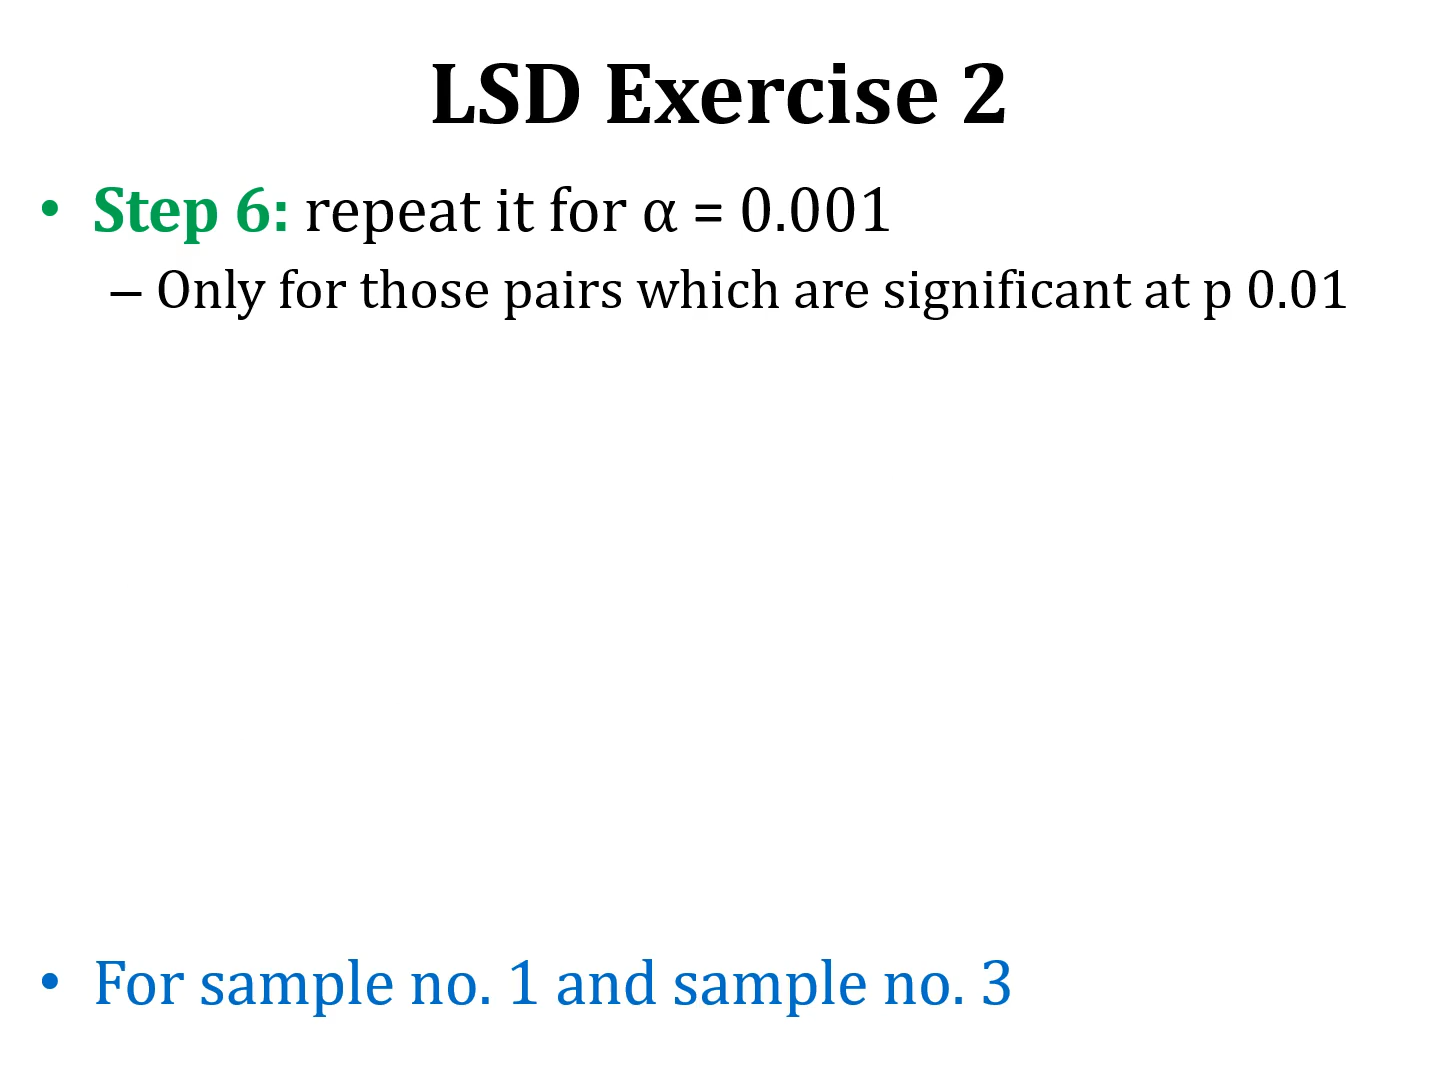 LSD Exercise 2
• Step 6: repeat it for α = 0.001
– Only for those pairs which are significant at p 0.01
• For sample no. 1 and sample no. 3